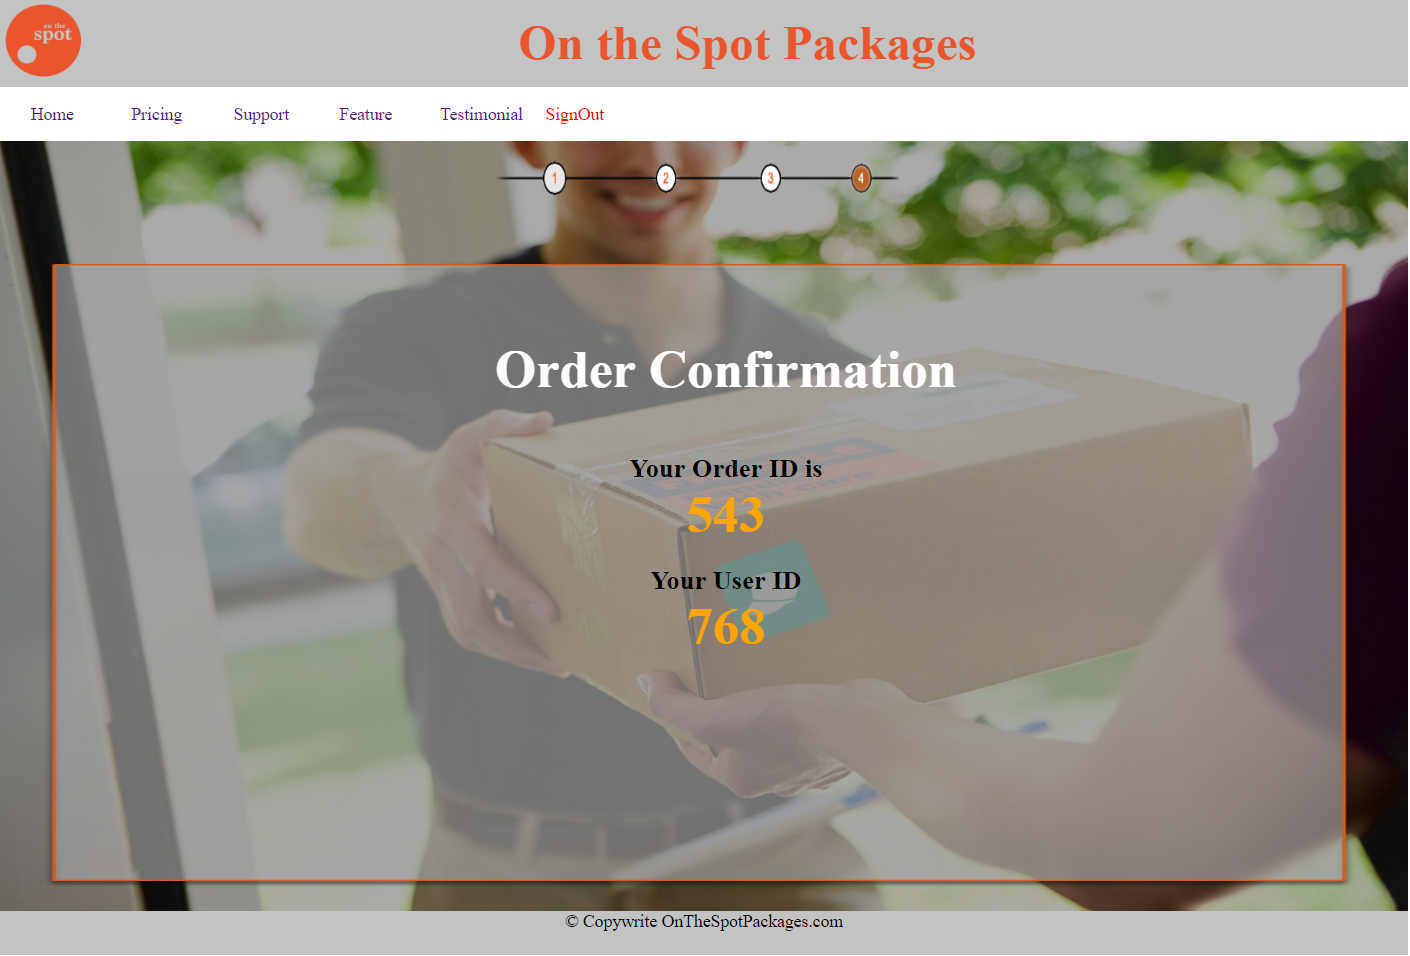 on the
spot
On the Spot Packages
Home Pricing Support Feature Testimonial SignOut
1 2 3 4
Order Confirmation
Your Order ID is
543
Your User ID
768
© Copywrite OnTheSpotPackages.com